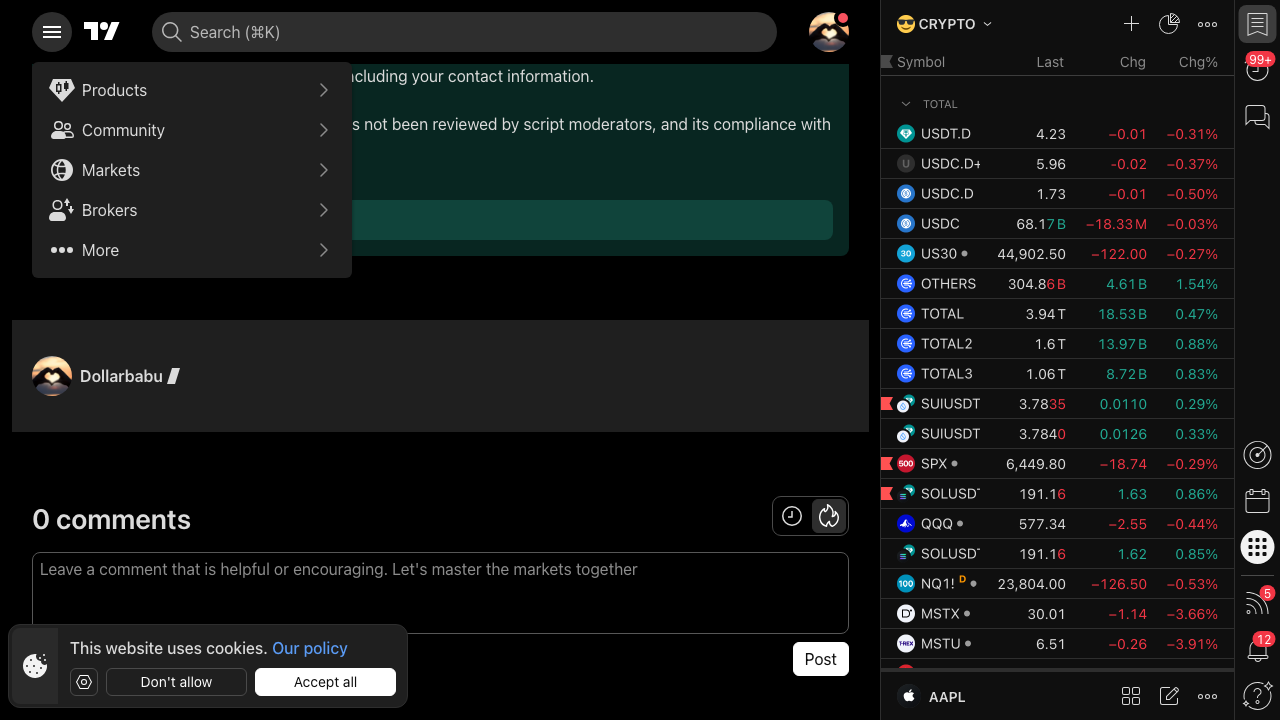 Search (⌘K)
ncluding your contact information.
Products
Community
s not been reviewed by script moderators, and its compliance with
Markets
Brokers
More
Dollarbabu
0 comments
Leave a comment that is helpful or encouraging. Let's master the markets together
Post
This website uses cookies. Our policy
Don't allow
Accept all
CRYPTO
Symbol Last Chg Chg%
TOTAL
USDT.D 4.23 −0.01 −0.31%
U USDC.D+ 5.96 -0.02 −0.37%
USDC.D 1.73 −0.01 −0.50%
USDC 68.17 B −18.33 M −0.03%
30 US30 44,902.50 −122.00 −0.27%
OTHERS 304.86 B 4.61 B 1.54%
TOTAL 3.94 T 18.53 B 0.47%
TOTAL2 1.6 T 13.97 B 0.88%
TOTAL3 1.06 T 8.72 B 0.83%
SUIUSDT 3.7835 0.0110 0.29%
SUIUSDT 3.7840 0.0126 0.33%
500 SPX 6,449.80 −18.74 −0.29%
SOLUSD 191.16 1.63 0.86%
QQQ 577.34 −2.55 −0.44%
SOLUSD 191.16 1.62 0.85%
100 NQ1! D 23,804.00 −126.50 −0.53%
MSTX 30.01 −1.14 −3.66%
T-REX MSTU 6.51 −0.26 −3.91%
AAPL
99+
5
12